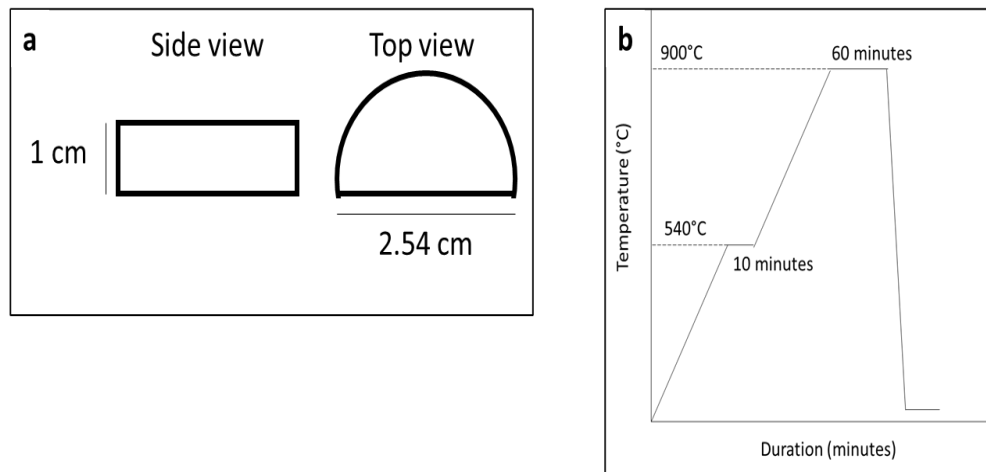 a
Side view
Top view
1 cm
2.54 cm
b
900°C
60 minutes
540°C
10 minutes
Temperature (°C)
Duration (minutes)